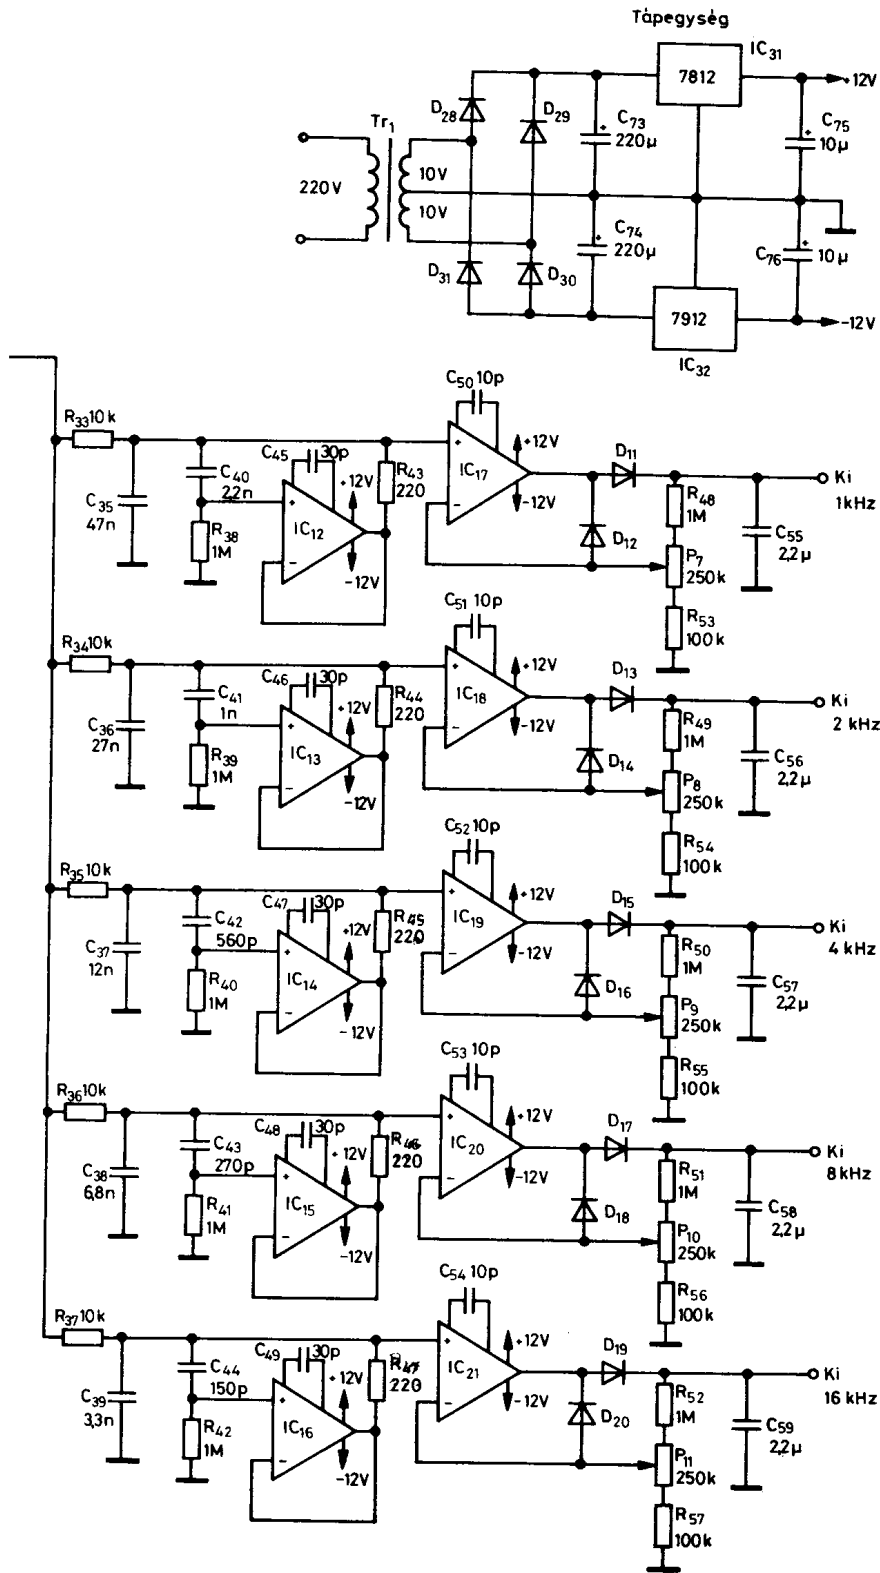 Tápegység
IC31
7812
+12V
D28
D29
C73
220µ
+
C75
10µ
+
Tr1
220V
10V
10V
C74
220µ
+
C76
10µ
+
D31
D30
7912
-12V
IC32
C50 10p
R33 10k
C45 30p
+12V
R43
220
+
-
IC17
+12V
-12V
D11
Ki
1kHz
C35
47n
C40
2,2n
R38
1M
+
-
IC12
-12V
D12
R48
1M
P7
250k
R53
100k
C55
2,2µ
C51 10p
R34 10k
C46 30p
+12V
R44
220
+
-
IC18
+12V
-12V
D13
Ki
2 kHz
C36
27n
C41
1n
R39
1M
+
-
IC13
-12V
D14
R49
1M
P8
250k
R54
100k
C56
2,2µ
C52 10p
R35 10k
C47 30p
+12V
R45
220
+
-
IC19
+12V
-12V
D15
Ki
4 kHz
C37
12n
C42
560p
R40
1M
+
-
IC14
-12V
D16
R50
1M
P9
250k
R55
100k
C57
2,2µ
C53 10p
R36 10k
C48 30p
+12V
R46
220
+
-
IC20
+12V
-12V
D17
Ki
8kHz
C38
6,8n
C43
270p
R41
1M
+
-
IC15
-12V
D18
R51
1M
P10
250k
R56
100k
C58
2,2µ
C54 10p
R37 10k
C49 30p
+12V
R47
220
+
-
IC21
+12V
-12V
D19
Ki
16 kHz
C39
3,3n
C44
150p
R42
1M
+
-
IC16
-12V
D20
R52
1M
P11
250k
R57
100k
C59
2,2µ